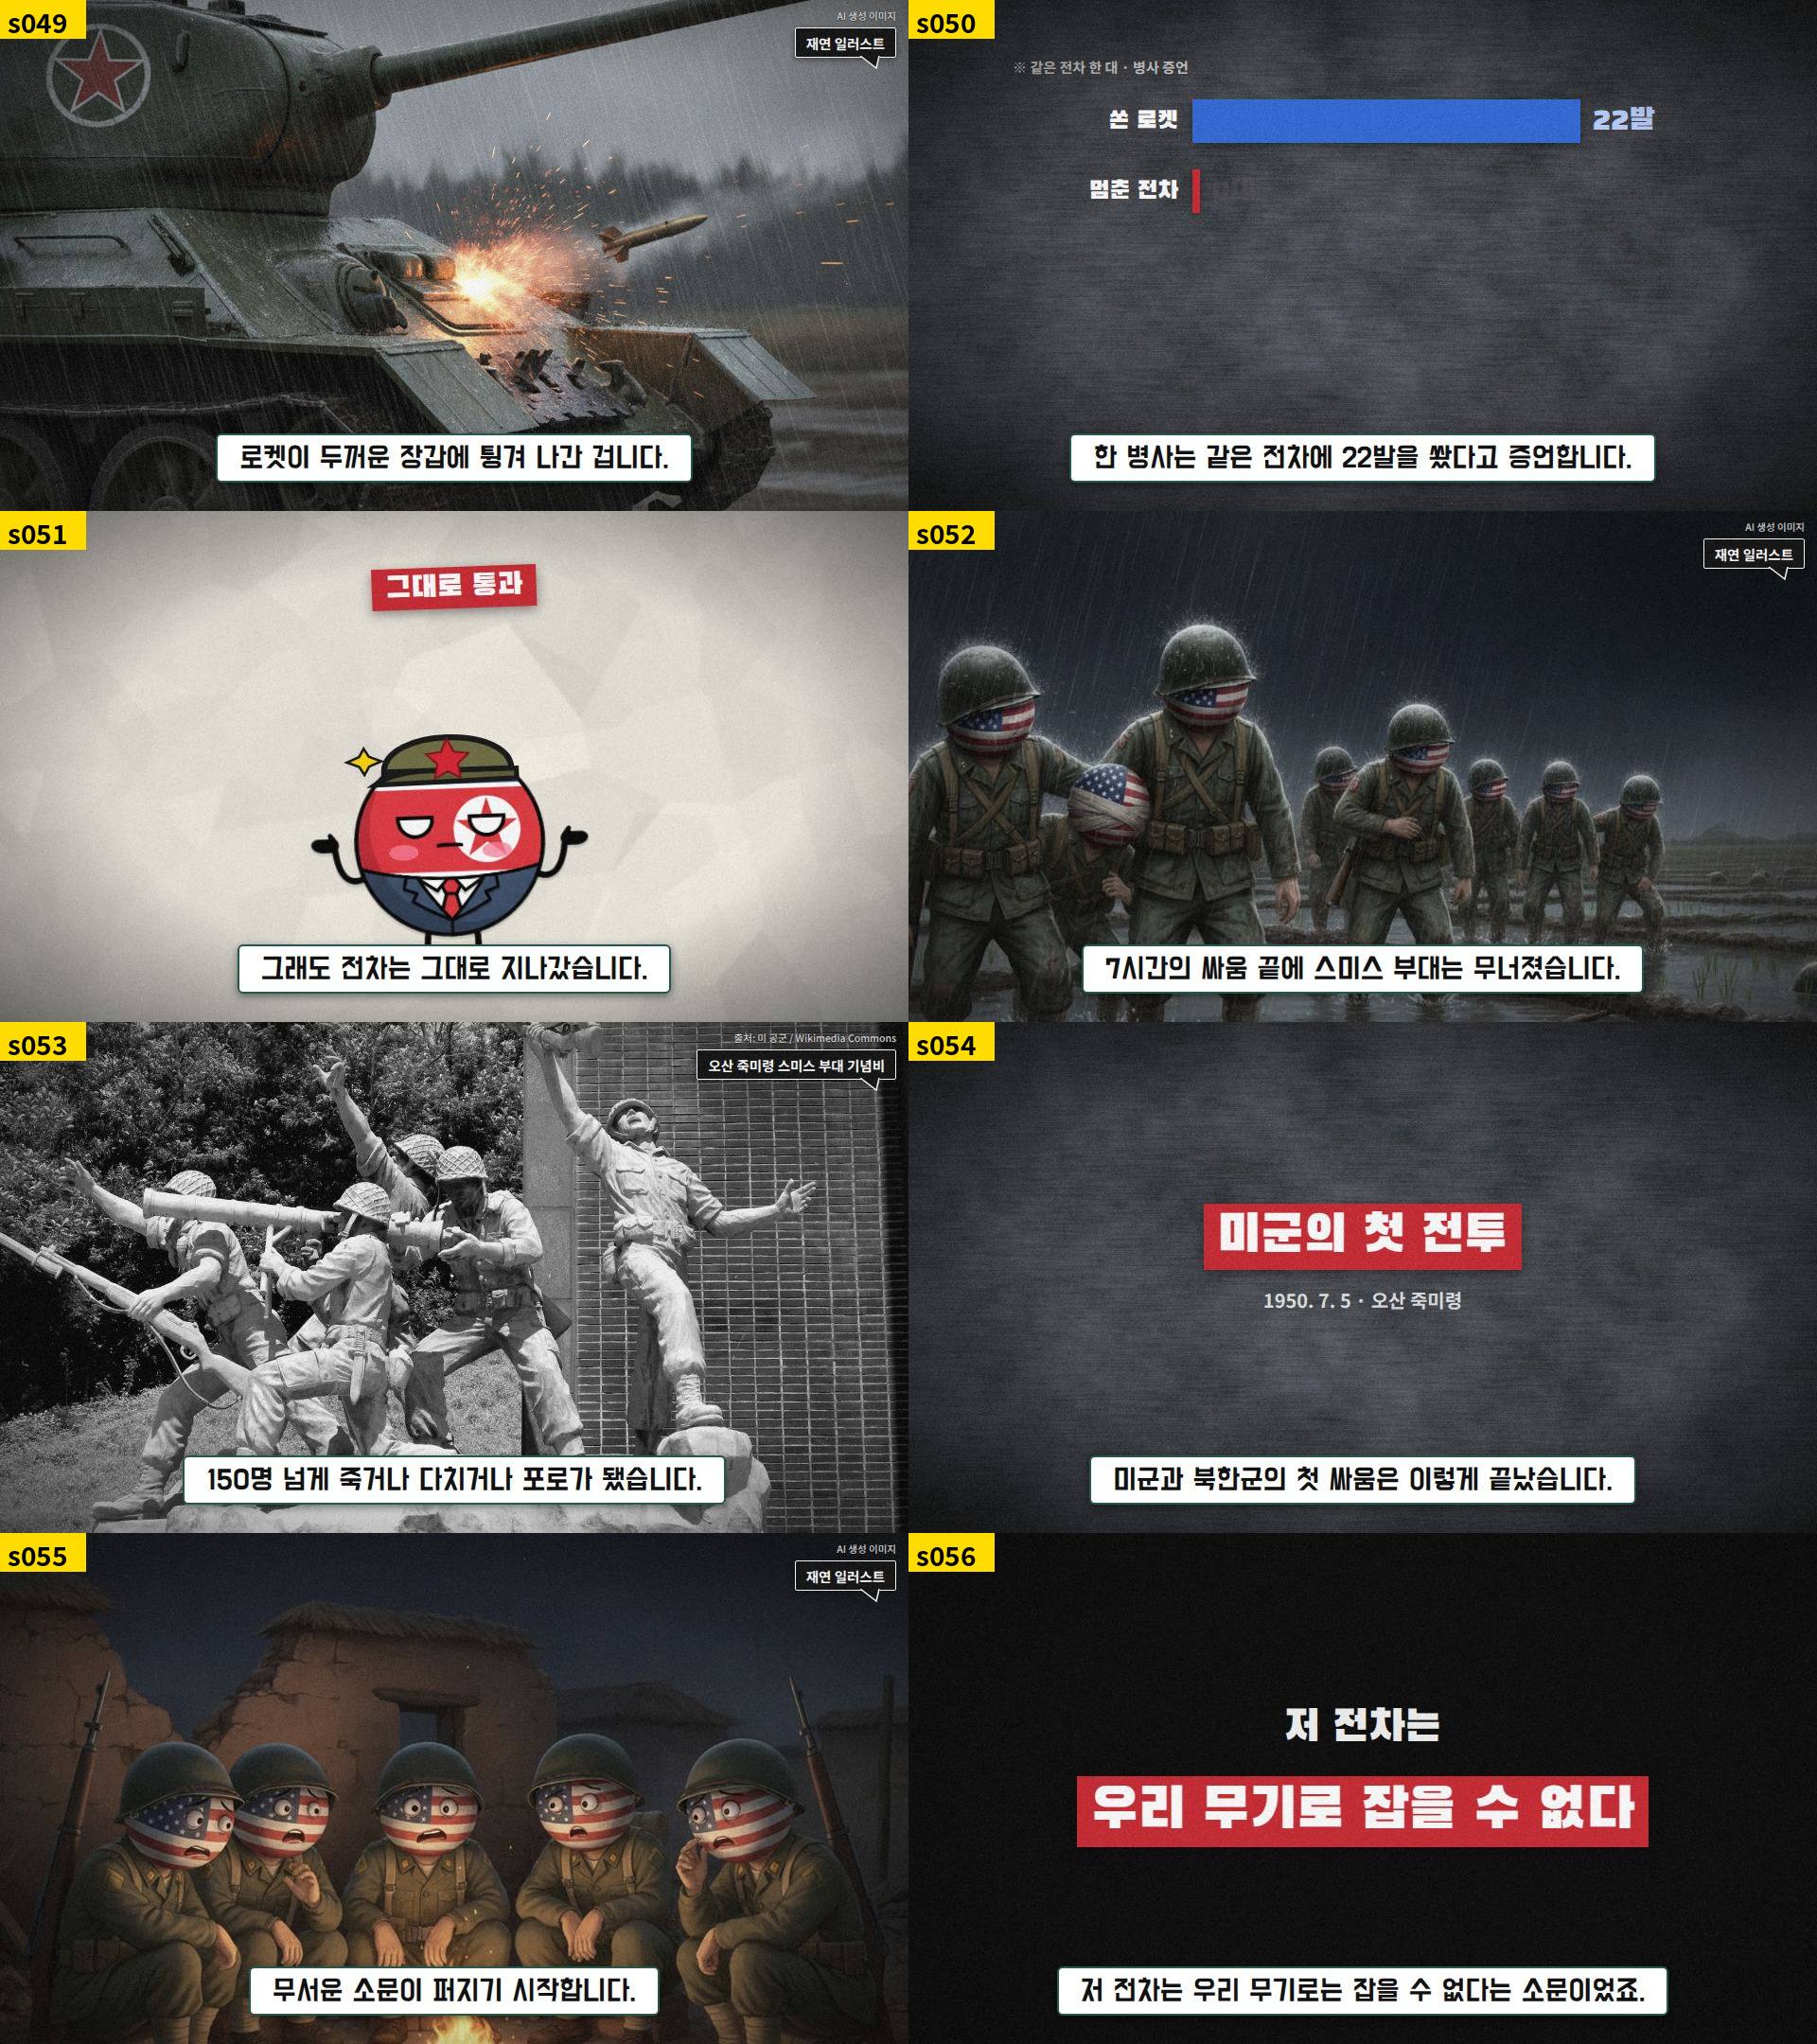 s049
AI 생성 이미지
재연 일러스트
로켓이 두꺼운 장갑에 튕겨 나간 겁니다.
s050
※ 같은 전차 한 대 · 병사 증언
쏜 로켓
22발
멈춘 전차
한 병사는 같은 전차에 22발을 쐈다고 증언합니다.
s051
그대로 통과
그래도 전차는 그대로 지나갔습니다.
s052
AI 생성 이미지
재연 일러스트
7시간의 싸움 끝에 스미스 부대는 무너졌습니다.
s053
출처: 미 공군 / Wikimedia Commons
오산 죽미령 스미스 부대 기념비
150명 넘게 죽거나 다치거나 포로가 됐습니다.
s054
미군의 첫 전투
1950. 7. 5 · 오산 죽미령
미군과 북한군의 첫 싸움은 이렇게 끝났습니다.
s055
AI 생성 이미지
재연 일러스트
무서운 소문이 퍼지기 시작합니다.
s056
저 전차는
우리 무기로 잡을 수 없다
저 전차는 우리 무기로는 잡을 수 없다는 소문이었죠.